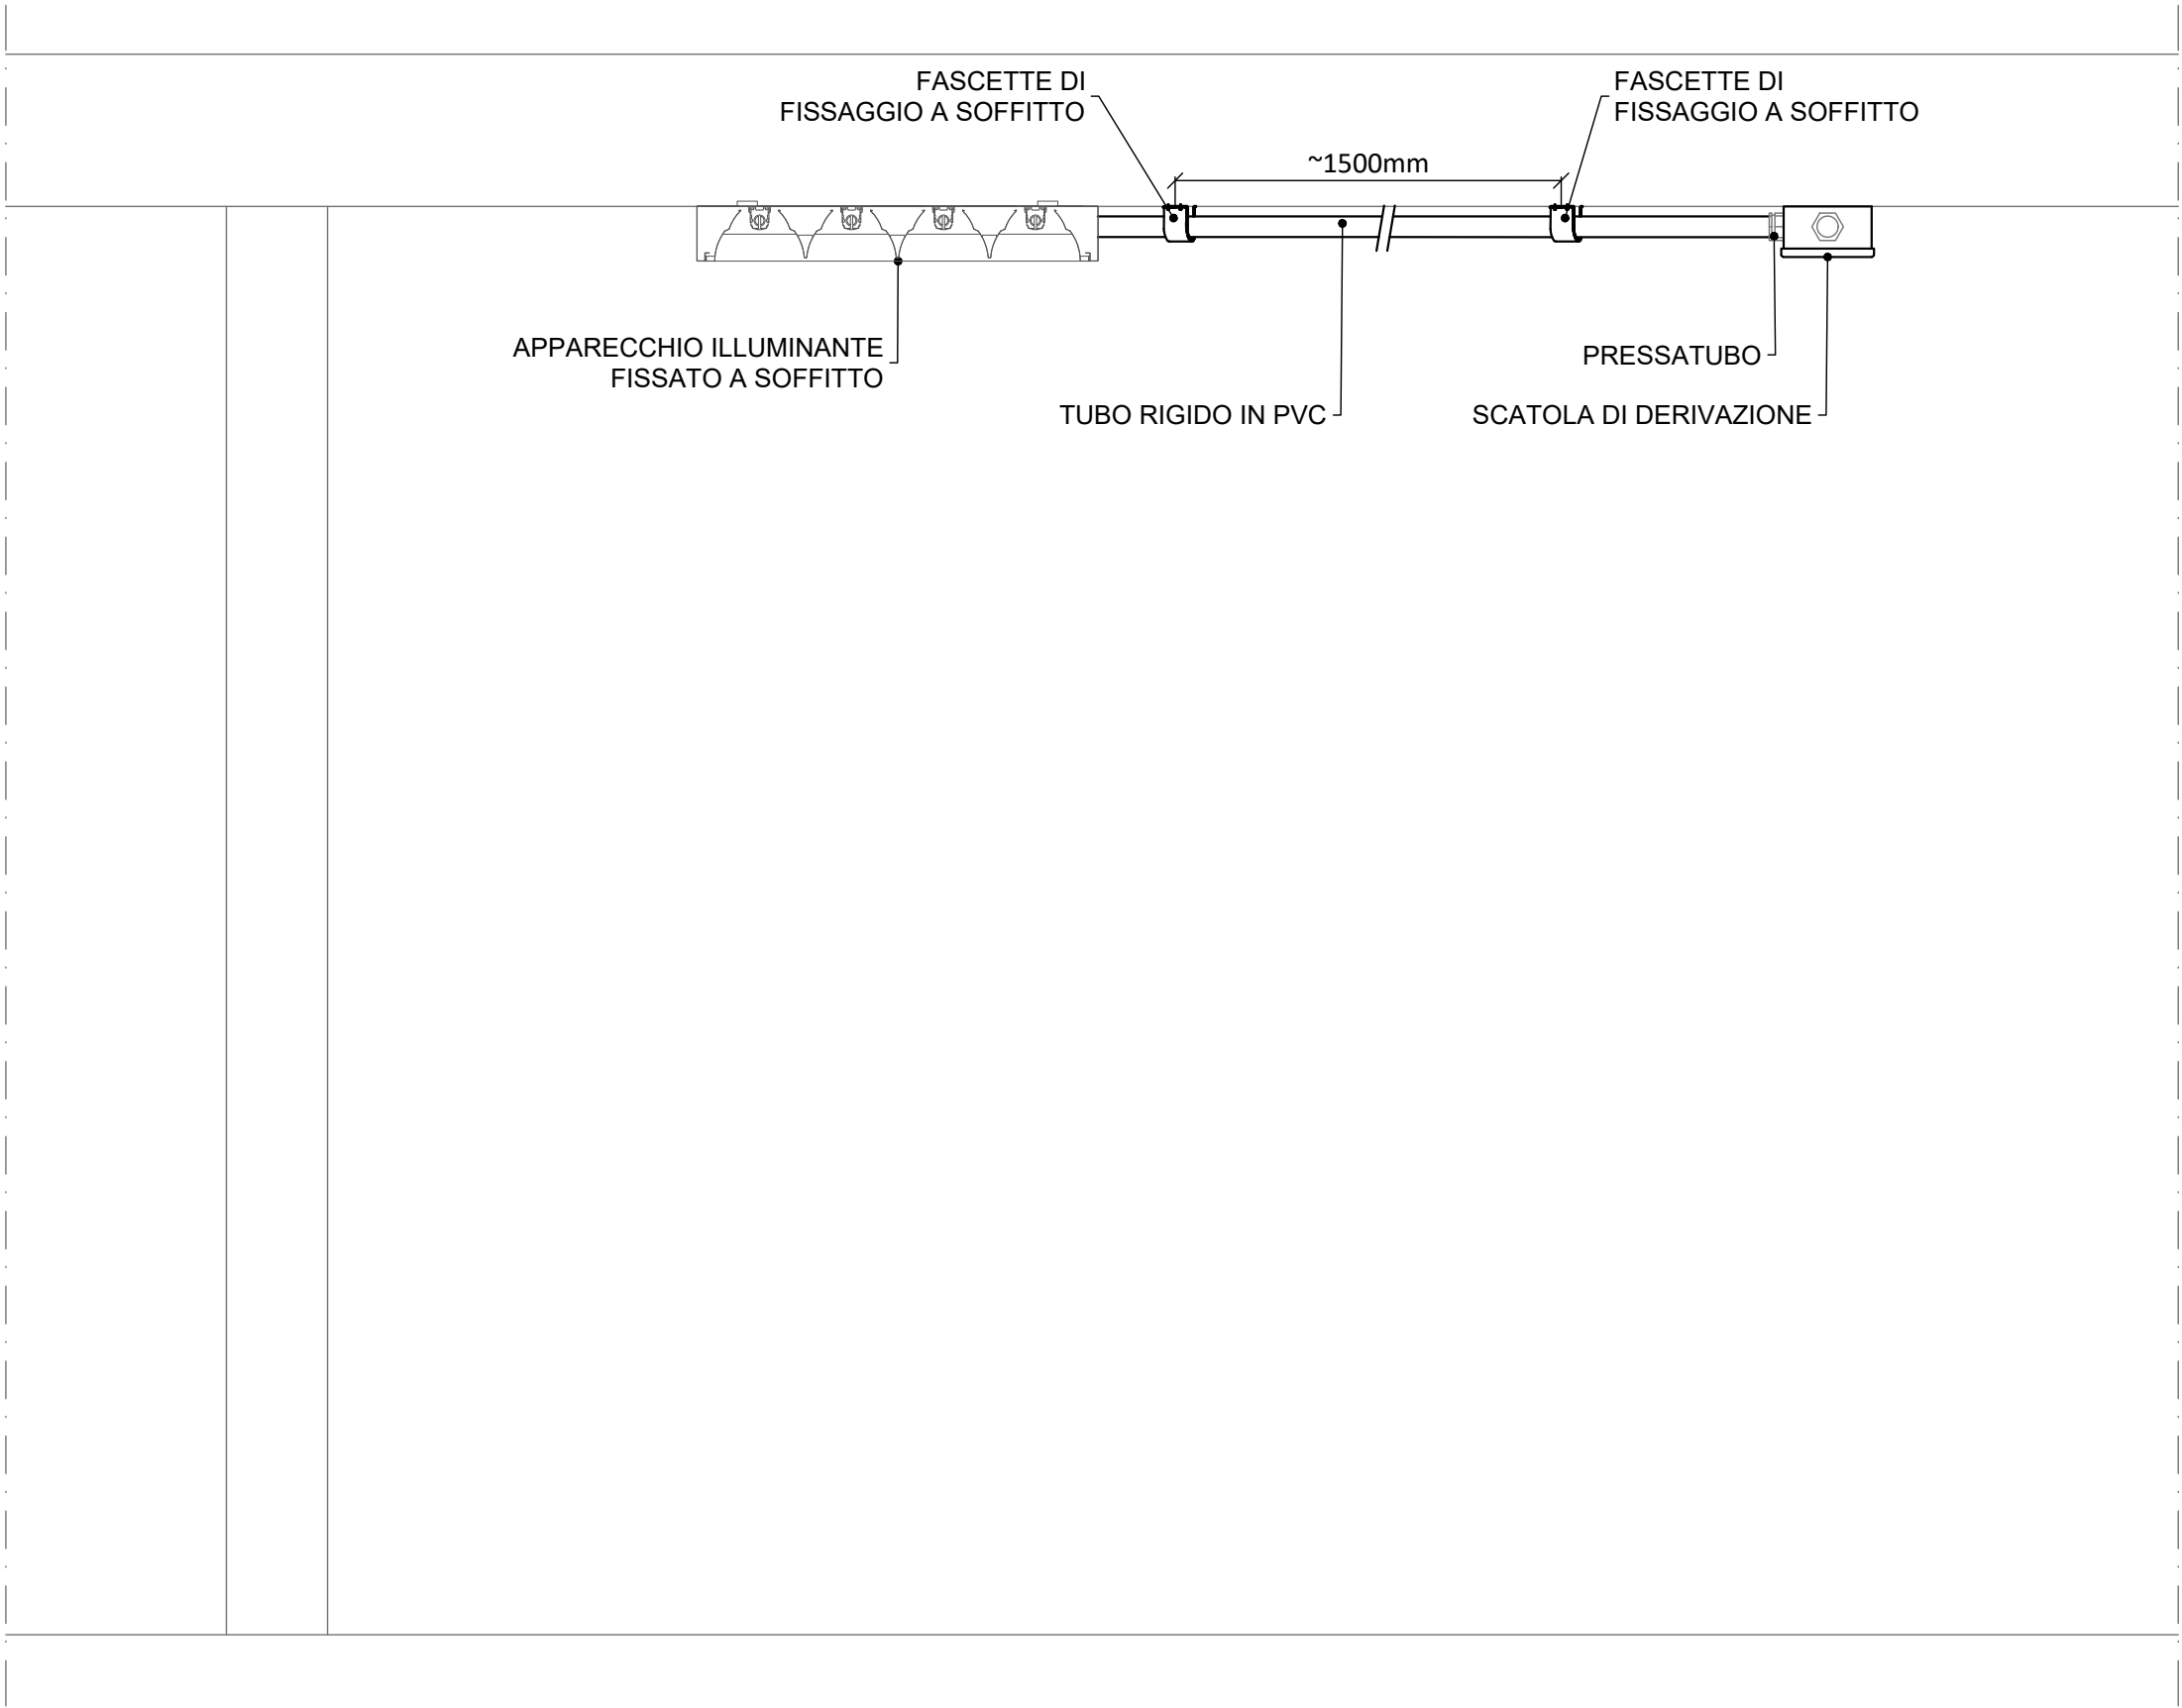 FASCETTE DI
FISSAGGIO A SOFFITTO
FASCETTE DI
FISSAGGIO A SOFFITTO
~1500mm
APPARECCHIO ILLUMINANTE
FISSATO A SOFFITTO
PRESSATUBO
TUBO RIGIDO IN PVC
SCATOLA DI DERIVAZIONE